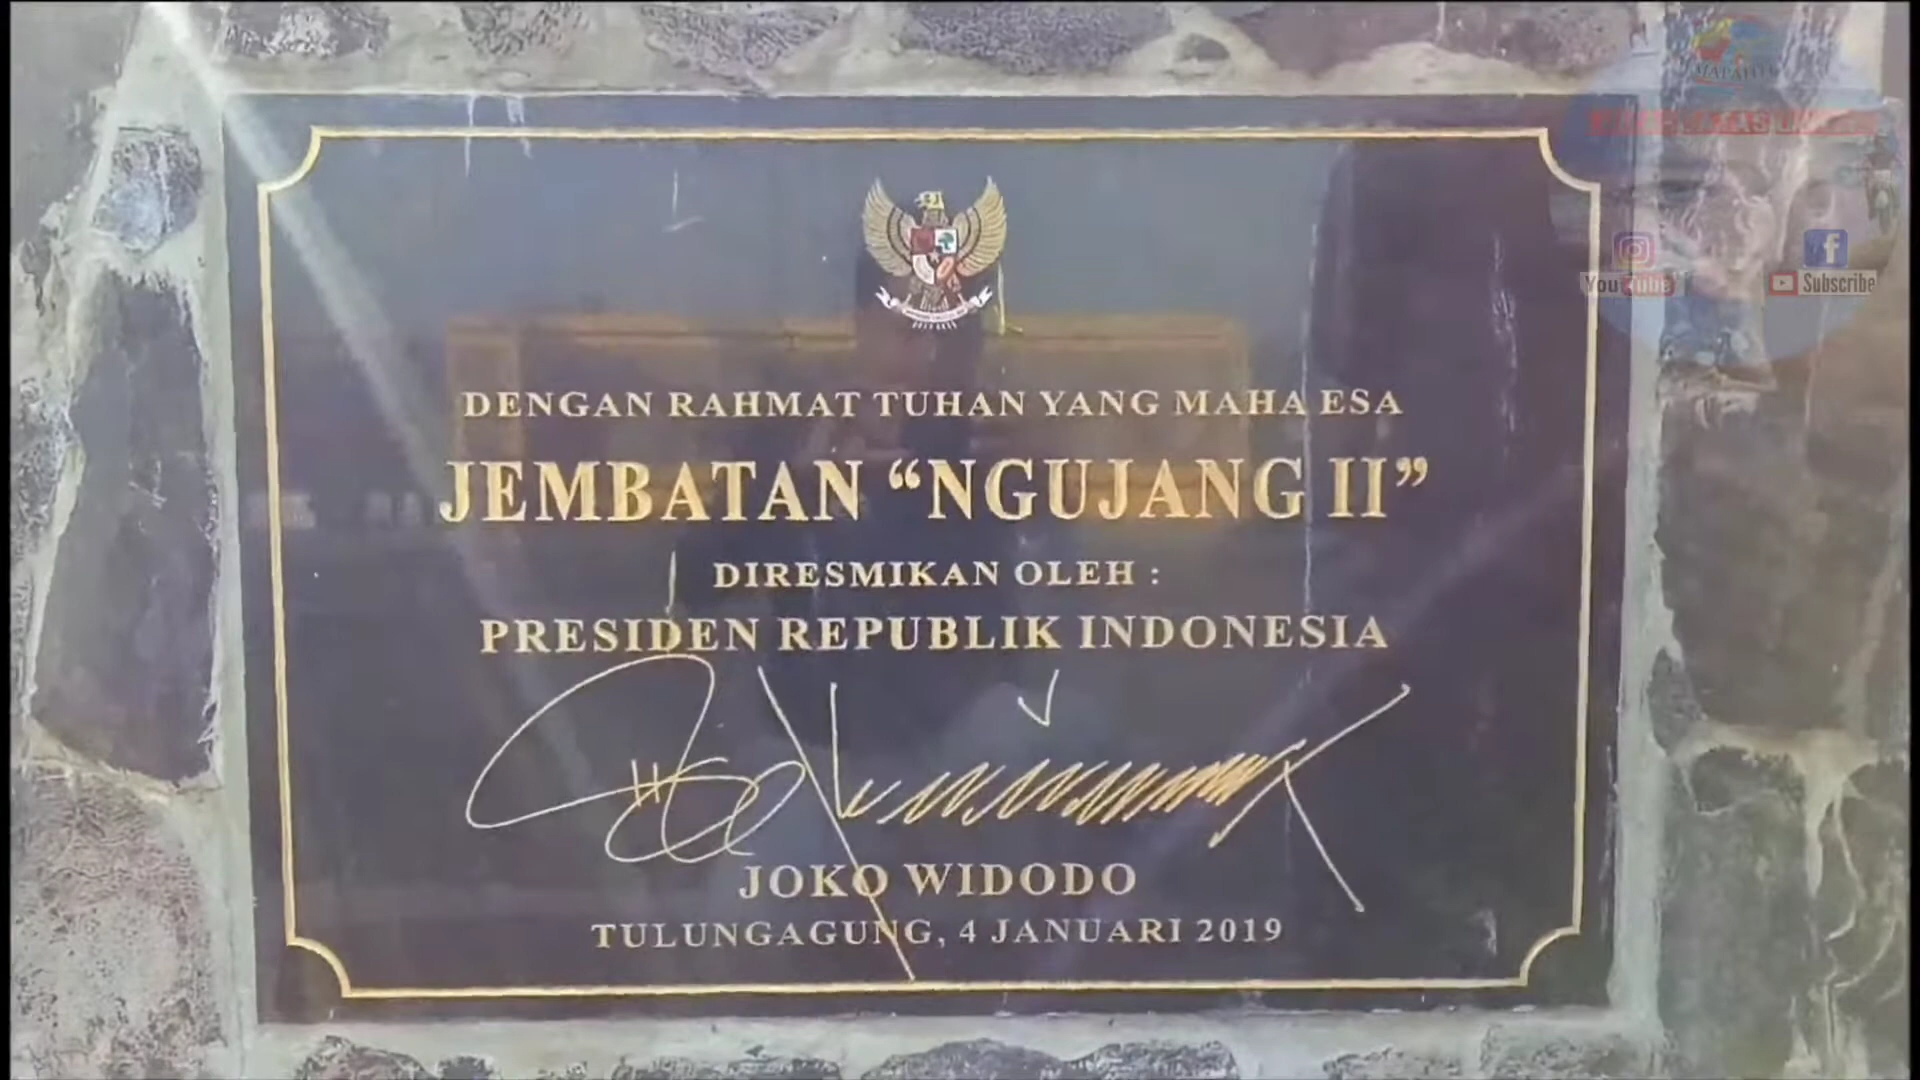 DENGAN RAHMAT TUHAN YANG MAHA ESA
JEMBATAN “NGUJANG II”
DIRESMIKAN OLEH :
PRESIDEN REPUBLIK INDONESIA
JOKO WIDODO
TULUNGAGUNG, 4 JANUARI 2019
YouTube
Subscribe